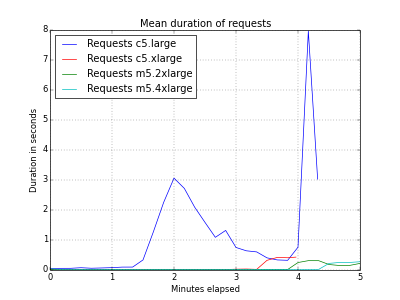 Mean duration of requests
Requests c5.large
Requests c5.xlarge
Requests m5.2xlarge
Requests m5.4xlarge
Duration in seconds
8
7
6
5
4
3
2
1
0
0 1 2 3 4 5
Minutes elapsed